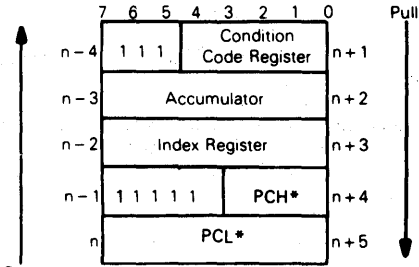 7 6 5 4 3 2 1 0 Pull
n-4 1 1 1 Condition Code Register n+1
n-3 Accumulator n+2
n-2 Index Register n+3
n-1 1 1 1 1 1 PCH* n+4
n PCL* n+5